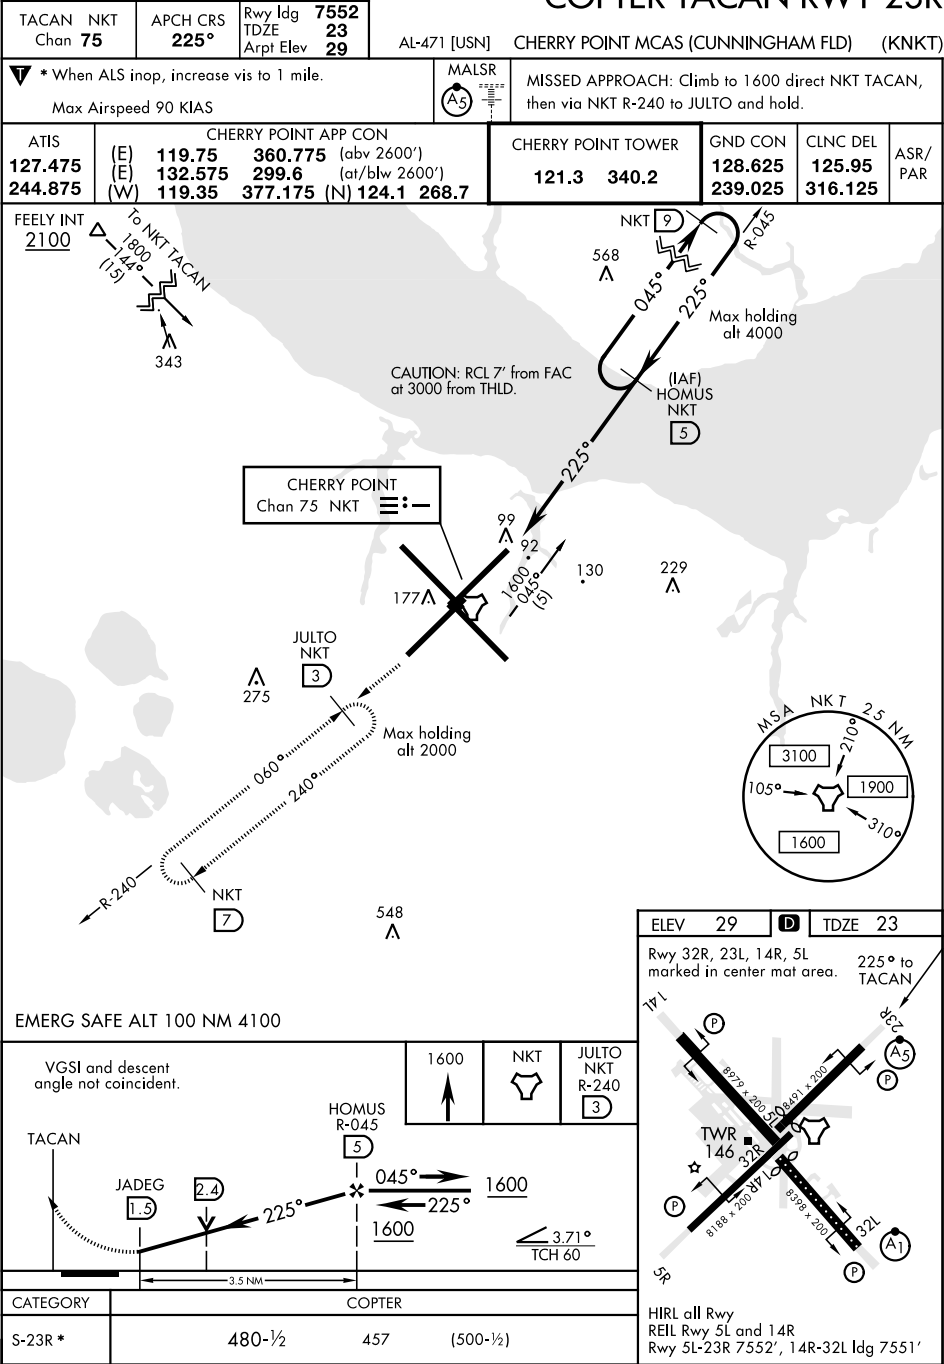 COPTER TACAN RWY 23R
TACAN NKT
Chan 75
APCH CRS
225°
Rwy ldg 7552
TDZE 23
Arpt Elev 29
AL-471 [USN]
CHERRY POINT MCAS (CUNNINGHAM FLD)
(KNKT)
T * When ALS inop, increase vis to 1 mile.
Max Airspeed 90 KIAS
MALSR
A5
MISSED APPROACH: Climb to 1600 direct NKT TACAN,
then via NKT R-240 to JULTO and hold.
ATIS
127.475
244.875
CHERRY POINT APP CON
(E) 119.75 360.775 (abv 2600')
(E) 132.575 299.6 (at/blw 2600')
(W) 119.35 377.175 (N) 124.1 268.7
CHERRY POINT TOWER
121.3 340.2
GND CON
128.625
239.025
CLNC DEL
125.95
316.125
ASR/
PAR
FEELY INT
2100
To NKT TACAN
1800
144°
(15)
343
NKT 9
R-045
568
045°
225°
Max holding
alt 4000
CAUTION: RCL 7' from FAC
at 3000 from THLD.
(IAF)
HOMUS
NKT
5
225°
CHERRY POINT
Chan 75 NKT
99
92
1600
045°
(5)
130
229
177
JULTO
NKT
3
275
Max holding
alt 2000
060°
240°
R-240
NKT
7
548
MSA NKT 25 NM
3100
210°
105°
1900
310°
1600
EMERG SAFE ALT 100 NM 4100
ELEV 29
D
TDZE 23
Rwy 32R, 23L, 14R, 5L
marked in center mat area.
225° to
TACAN
14L
P
23R
A5
P
8979 x 200
8491 x 200
5L
TWR
146
32R
14R
P
8188 x 200
8398 x 200
32L
A1
5R
P
HIRL all Rwy
REIL Rwy 5L and 14R
Rwy 5L-23R 7552', 14R-32L ldg 7551'
VGSI and descent
angle not coincident.
1600
NKT
JULTO
NKT
R-240
3
TACAN
HOMUS
R-045
5
JADEG
1.5
2.4
225°
045°
225°
1600
1600
3.71°
TCH 60
3.5 NM
CATEGORY
COPTER
S-23R *
480-½ 457 (500-½)